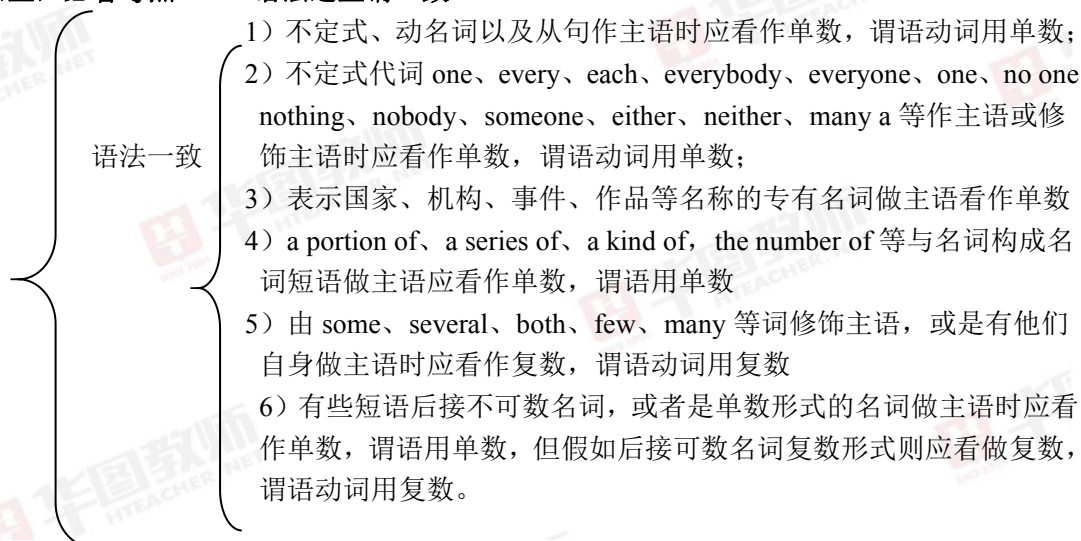 1）不定式、动名词以及从句作主语时应看作单数，谓语动词用单数；
2）不定式代词 one、every、each、everybody、everyone、one、no one
nothing、nobody、someone、either、neither、many a 等作主语或修
语法一致
饰主语时应看作单数，谓语动词用单数；
3）表示国家、机构、事件、作品等名称的专有名词做主语看作单数
4）a portion of、a series of、a kind of，the number of 等与名词构成名
词短语做主语应看作单数，谓语用单数
5）由 some、several、both、few、many 等词修饰主语，或是有他们
自身做主语时应看作复数，谓语动词用复数
6）有些短语后接不可数名词，或者是单数形式的名词做主语时应看
作单数，谓语用单数，但假如后接可数名词复数形式则应看做复数，
谓语动词用复数。
华图教师
HTEACHER.NET
SINCE 2001